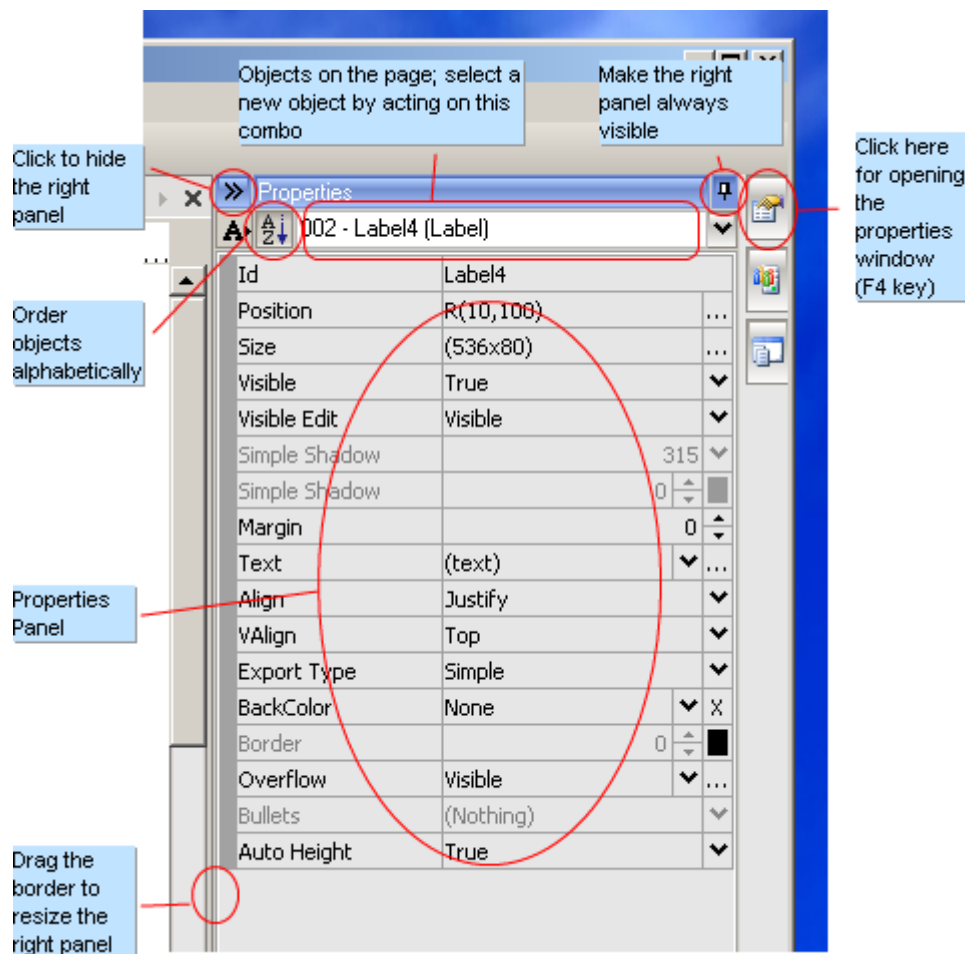 Objects on the page; select a
new object by acting on this
combo
Make the right
panel always
visible
Click to hide
the right
panel
Click here
for opening
the
properties
window
(F4 key)
Properties
002 - Label4 (Label)
...
Id Label4
Position R(10,100) ...
Size (536x80) ...
Visible True
Visible Edit Visible
Simple Shadow 315
Simple Shadow 0
Margin 0
Text (text) ...
Align Justify
VAlign Top
Export Type Simple
BackColor None X
Border 0
Overflow Visible ...
Bullets (Nothing)
Auto Height True
Order
objects
alphabetically
Properties
Panel
Drag the
border to
resize the
right panel